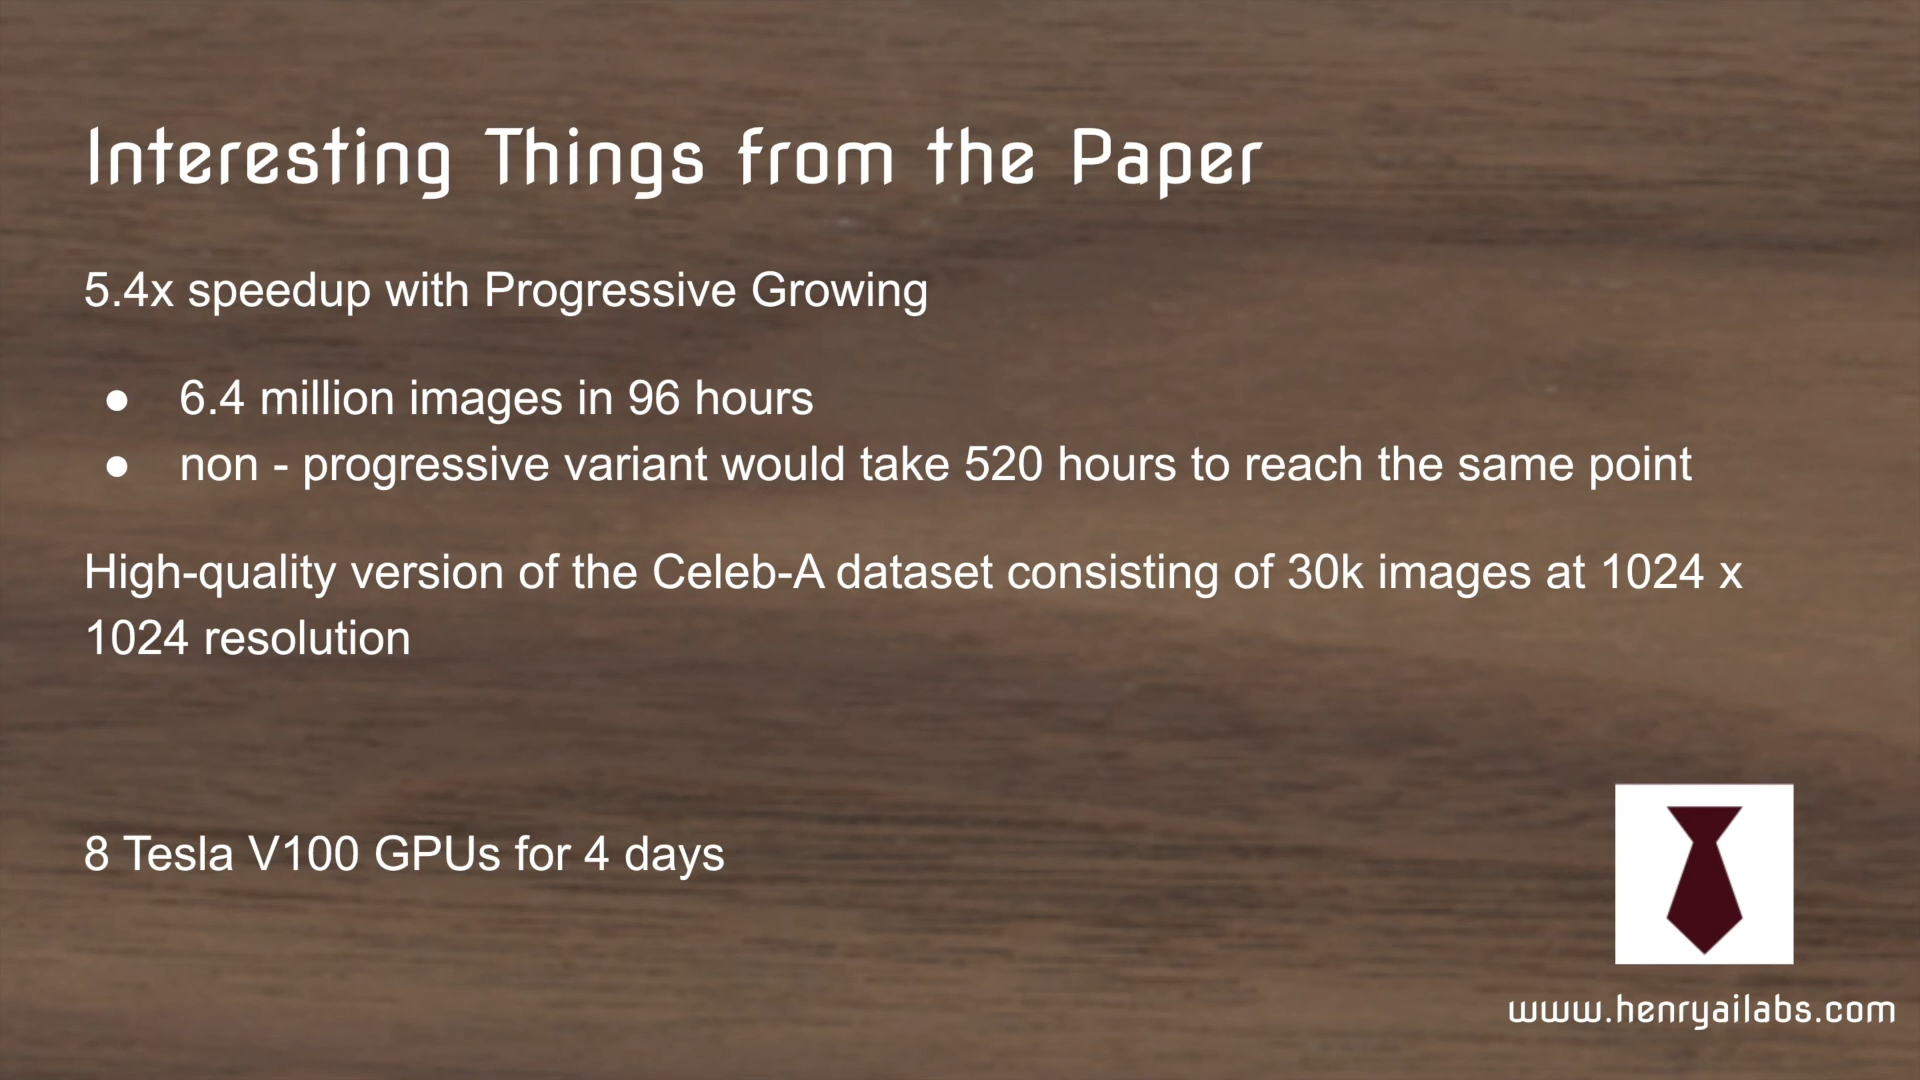 Interesting Things from the Paper
5.4x speedup with Progressive Growing
● 6.4 million images in 96 hours
● non - progressive variant would take 520 hours to reach the same point
High-quality version of the Celeb-A dataset consisting of 30k images at 1024 x
1024 resolution
8 Tesla V100 GPUs for 4 days
www.henryailabs.com